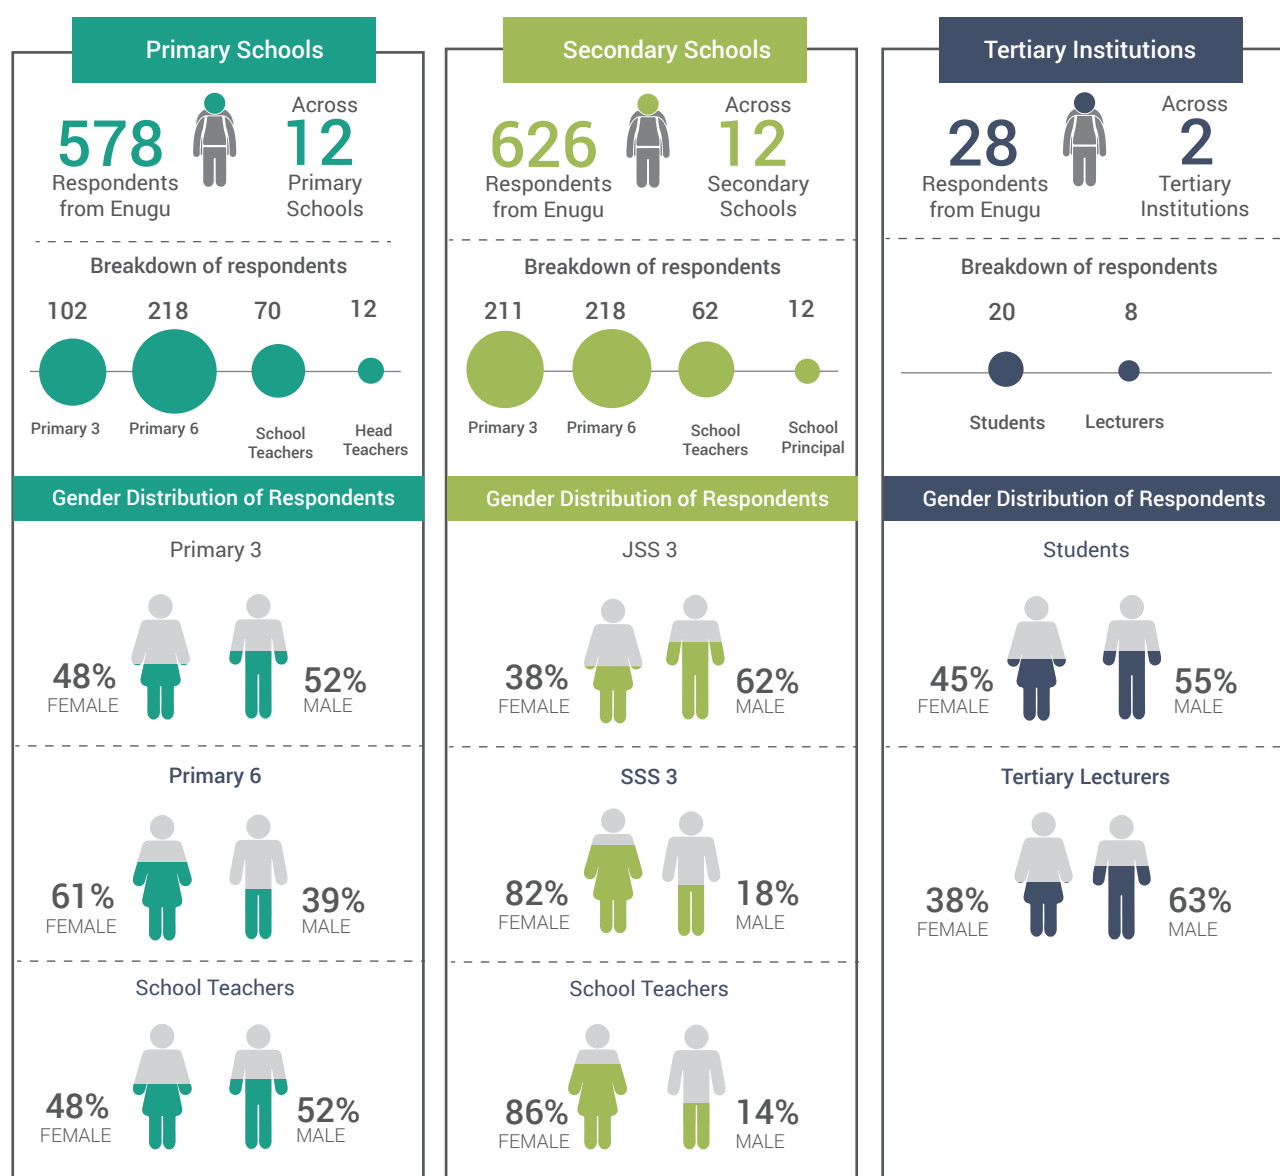 Primary Schools
578
Respondents
from Enugu
Across
12
Primary
Schools
Breakdown of respondents
102
218
70
12
Primary 3
Primary 6
School
Teachers
Head
Teachers
Gender Distribution of Respondents
Primary 3
48%
FEMALE
52%
MALE
Primary 6
61%
FEMALE
39%
MALE
School Teachers
48%
FEMALE
52%
MALE
Secondary Schools
626
Respondents
from Enugu
Across
12
Secondary
Schools
Breakdown of respondents
211
218
62
12
Primary 3
Primary 6
School
Teachers
School
Principal
Gender Distribution of Respondents
JSS 3
38%
FEMALE
62%
MALE
SSS 3
82%
FEMALE
18%
MALE
School Teachers
86%
FEMALE
14%
MALE
Tertiary Institutions
28
Respondents
from Enugu
Across
2
Tertiary
Institutions
Breakdown of respondents
20
8
Students
Lecturers
Gender Distribution of Respondents
Students
45%
FEMALE
55%
MALE
Tertiary Lecturers
38%
FEMALE
63%
MALE